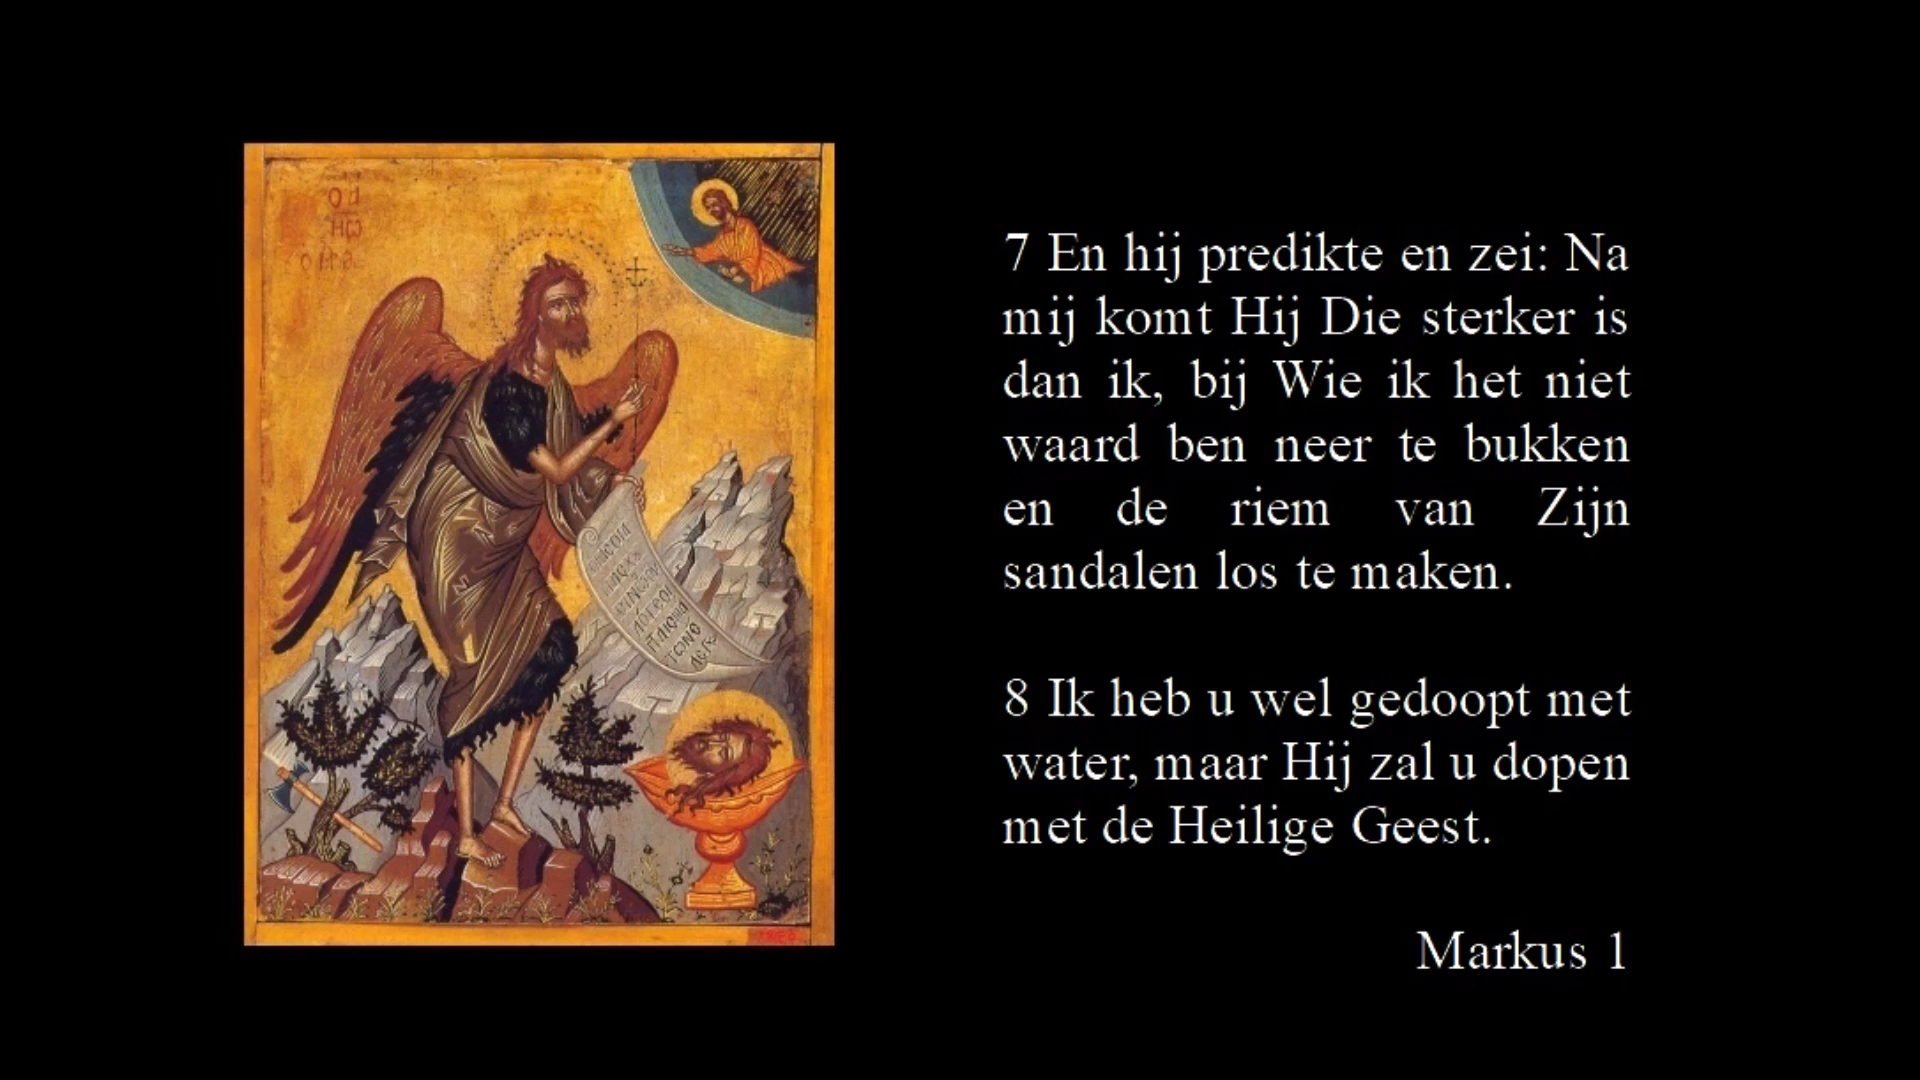 7 En hij predikte en zei: Na
mij komt Hij Die sterker is
dan ik, bij Wie ik het niet
waard ben neer te bukken
en de riem van Zijn
sandalen los te maken.
8 Ik heb u wel gedoopt met
water, maar Hij zal u dopen
met de Heilige Geest.
Markus 1